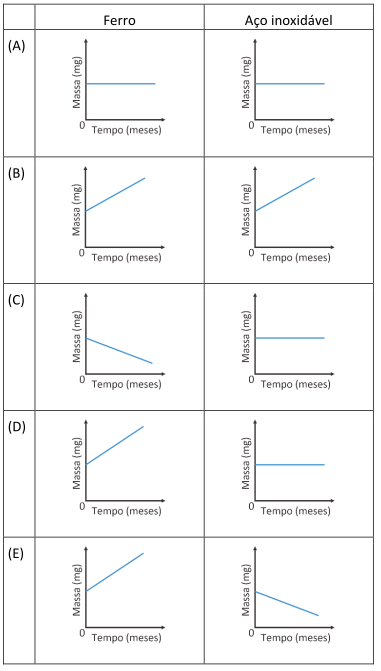 Ferro Aço inoxidável
(A) Massa (mg) 0 Tempo (meses) Massa (mg) 0 Tempo (meses)
(B) Massa (mg) 0 Tempo (meses) Massa (mg) 0 Tempo (meses)
(C) Massa (mg) 0 Tempo (meses) Massa (mg) 0 Tempo (meses)
(D) Massa (mg) 0 Tempo (meses) Massa (mg) 0 Tempo (meses)
(E) Massa (mg) 0 Tempo (meses) Massa (mg) 0 Tempo (meses)